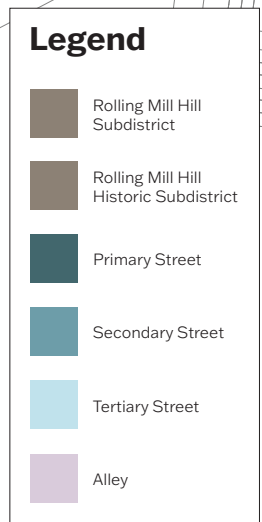 Legend
Rolling Mill Hill
Subdistrict
Rolling Mill Hill
Historic Subdistrict
Primary Street
Secondary Street
Tertiary Street
Alley